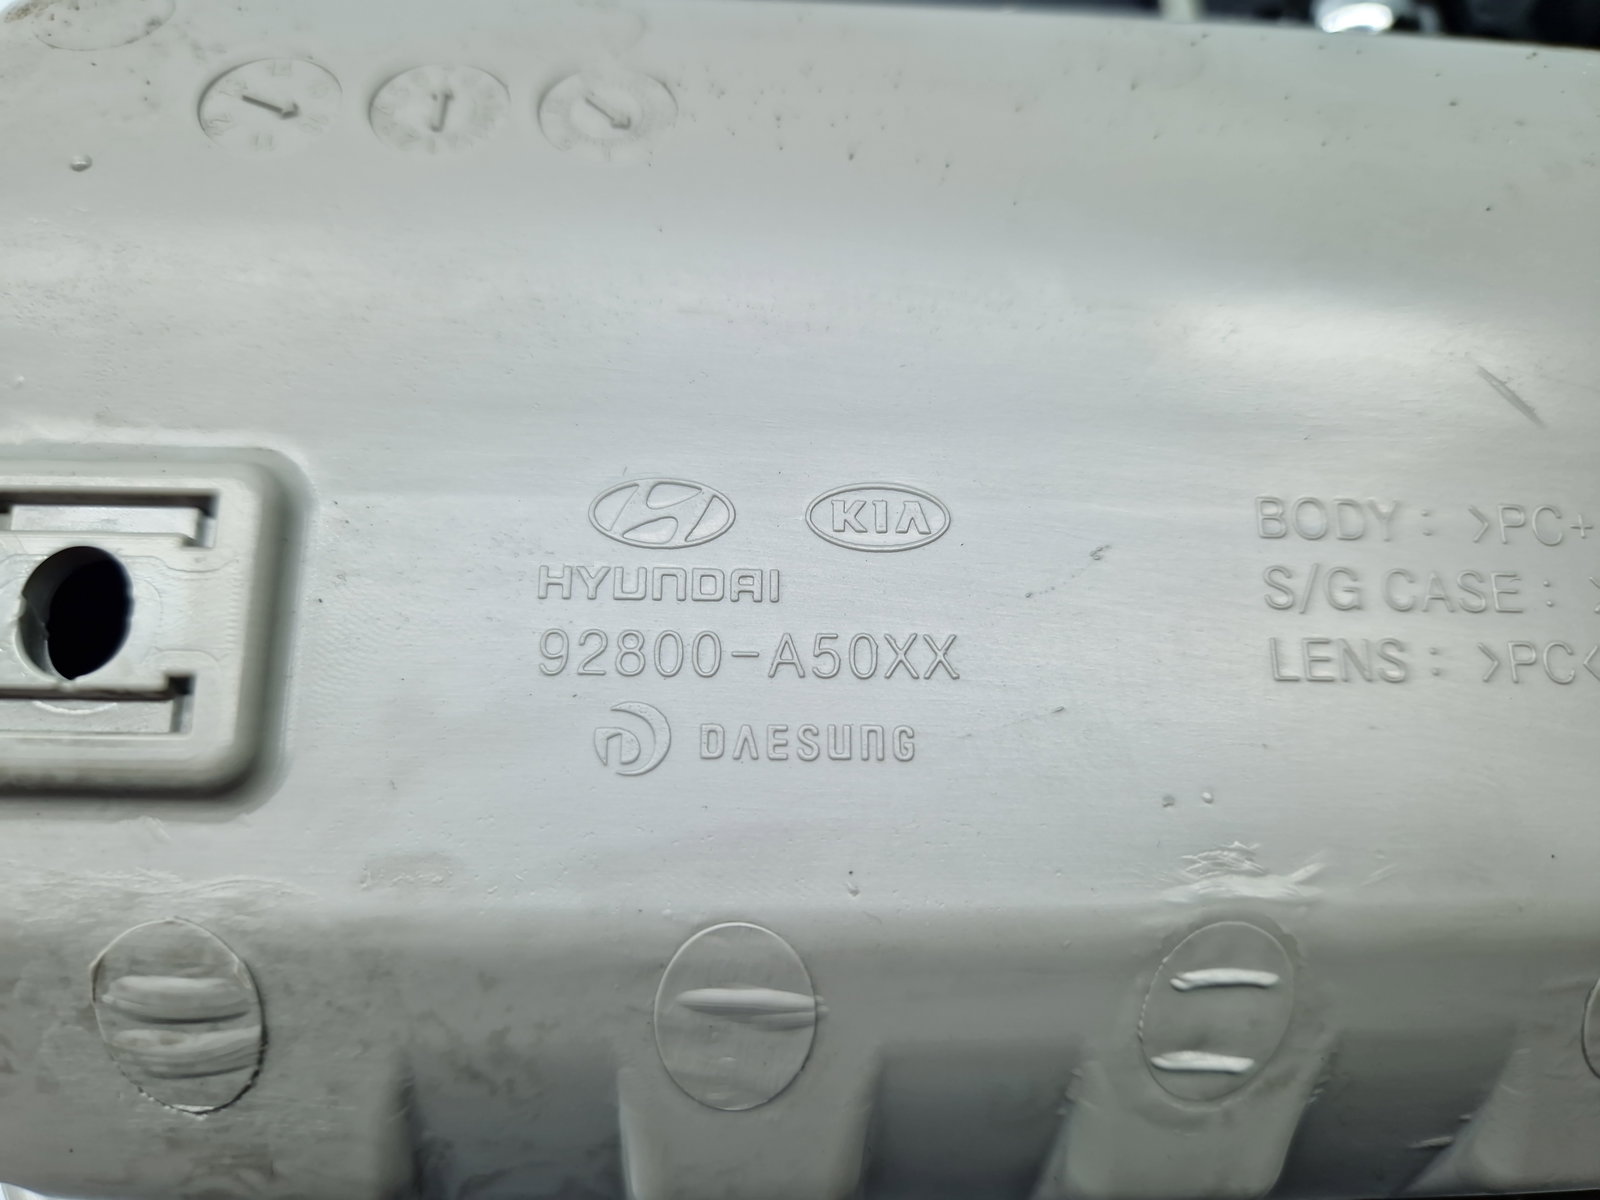 KIA
HYUNDAI
92800-A50XX
DAESUNG
BODY : >PC+
S/G CASE : >
LENS : >PC<